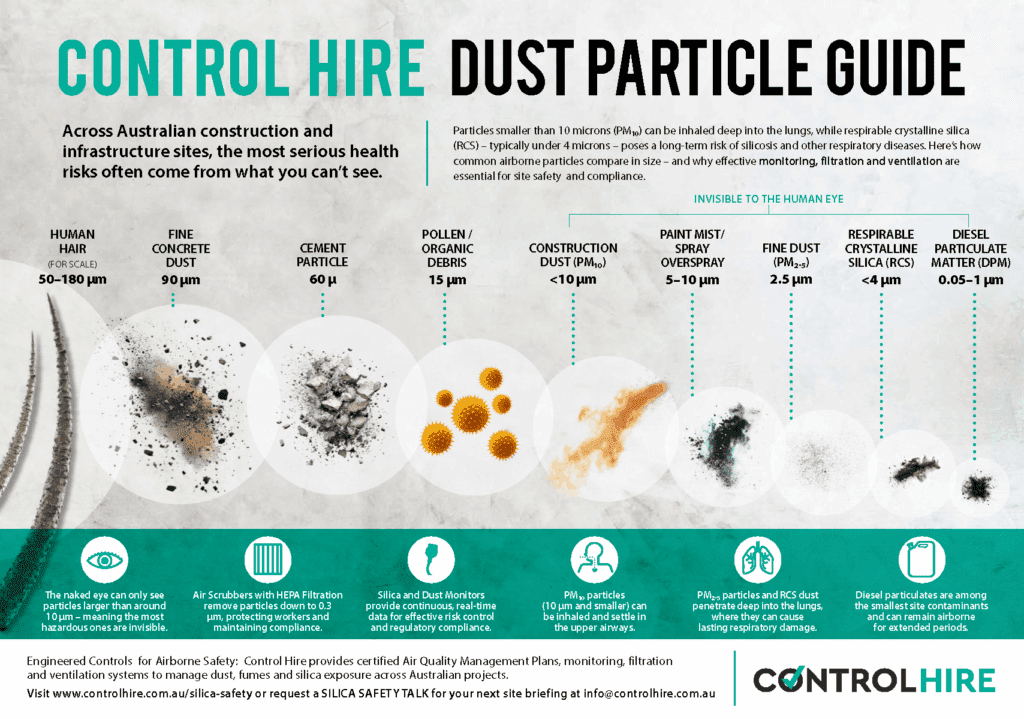 CONTROL HIRE DUST PARTICLE GUIDE
Across Australian construction and
infrastructure sites, the most serious health
risks often come from what you can't see.
Particles smaller than 10 microns (PM₁₀) can be inhaled deep into the lungs, while respirable crystalline silica
(RCS) – typically under 4 microns – poses a long-term risk of silicosis and other respiratory diseases. Here's how
common airborne particles compare in size – and why effective monitoring, filtration and ventilation are
essential for site safety and compliance.
INVISIBLE TO THE HUMAN EYE
HUMAN
HAIR
(FOR SCALE)
50–180 µm
FINE
CONCRETE
DUST
90 µm
CEMENT
PARTICLE
60 µ
POLLEN /
ORGANIC
DEBRIS
15 µm
CONSTRUCTION
DUST (PM₁₀)
<10 µm
PAINT MIST/
SPRAY
OVERSPRAY
5–10 µm
FINE DUST
(PM₂.₅)
2.5 µm
RESPIRABLE
CRYSTALLINE
SILICA (RCS)
<4 µm
DIESEL
PARTICULATE
MATTER (DPM)
0.05–1 µm
The naked eye can only see
particles larger than around
10 µm – meaning the most
hazardous ones are invisible.
Air Scrubbers with HEPA Filtration
remove particles down to 0.3
µm, protecting workers and
maintaining compliance.
Silica and Dust Monitors
provide continuous, real-time
data for effective risk control
and regulatory compliance.
PM₁₀ particles
(10 µm and smaller) can
be inhaled and settle in
the upper airways.
PM₂.₅ particles and RCS dust
penetrate deep into the lungs,
where they can cause
lasting respiratory damage.
Diesel particulates are among
the smallest site contaminants
and can remain airborne
for extended periods.
Engineered Controls for Airborne Safety: Control Hire provides certified Air Quality Management Plans, monitoring, filtration
and ventilation systems to manage dust, fumes and silica exposure across Australian projects.
Visit www.controlhire.com.au/silica-safety or request a SILICA SAFETY TALK for your next site briefing at info@controlhire.com.au
CONTROLHIRE